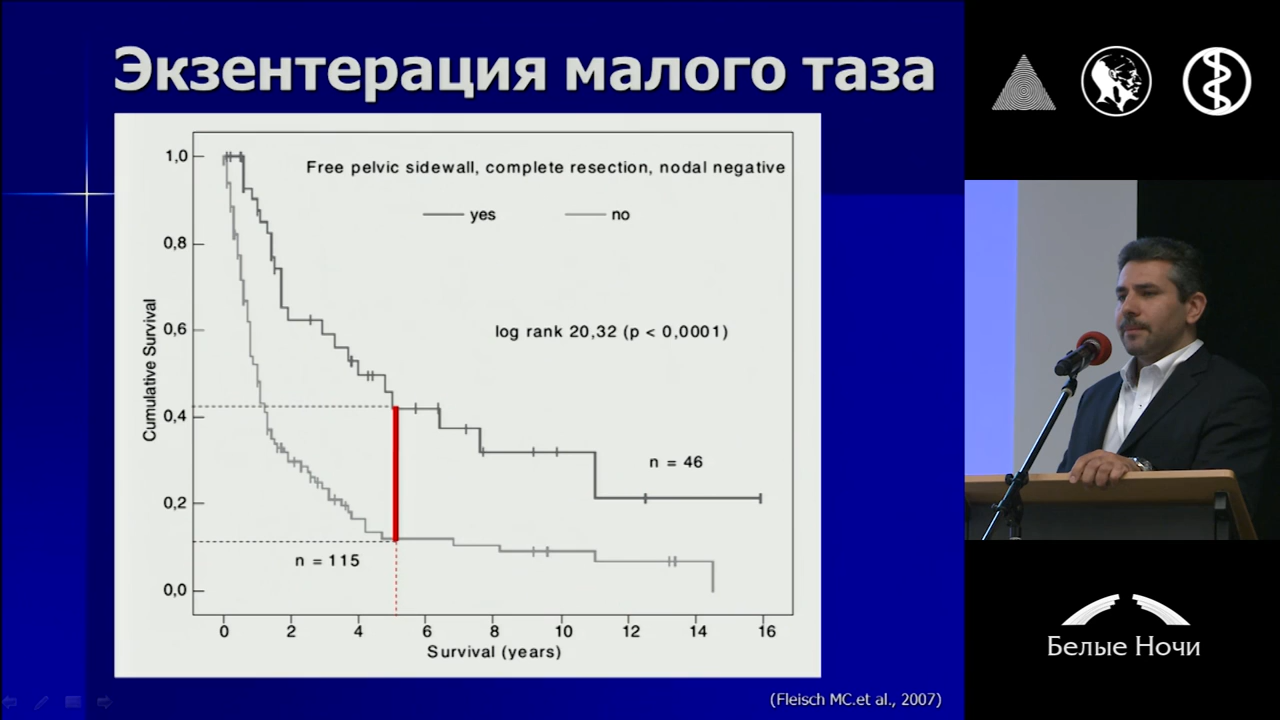 Экзентерация малого таза
Free pelvic sidewall, complete resection, nodal negative
yes no
log rank 20,32 (p < 0,0001)
n = 46
n = 115
Cumulative Survival
1,0
0,8
0,6
0,4
0,2
0,0
0 2 4 6 8 10 12 14 16
Survival (years)
(Fleisch MC.et al., 2007)
Белые Ночи